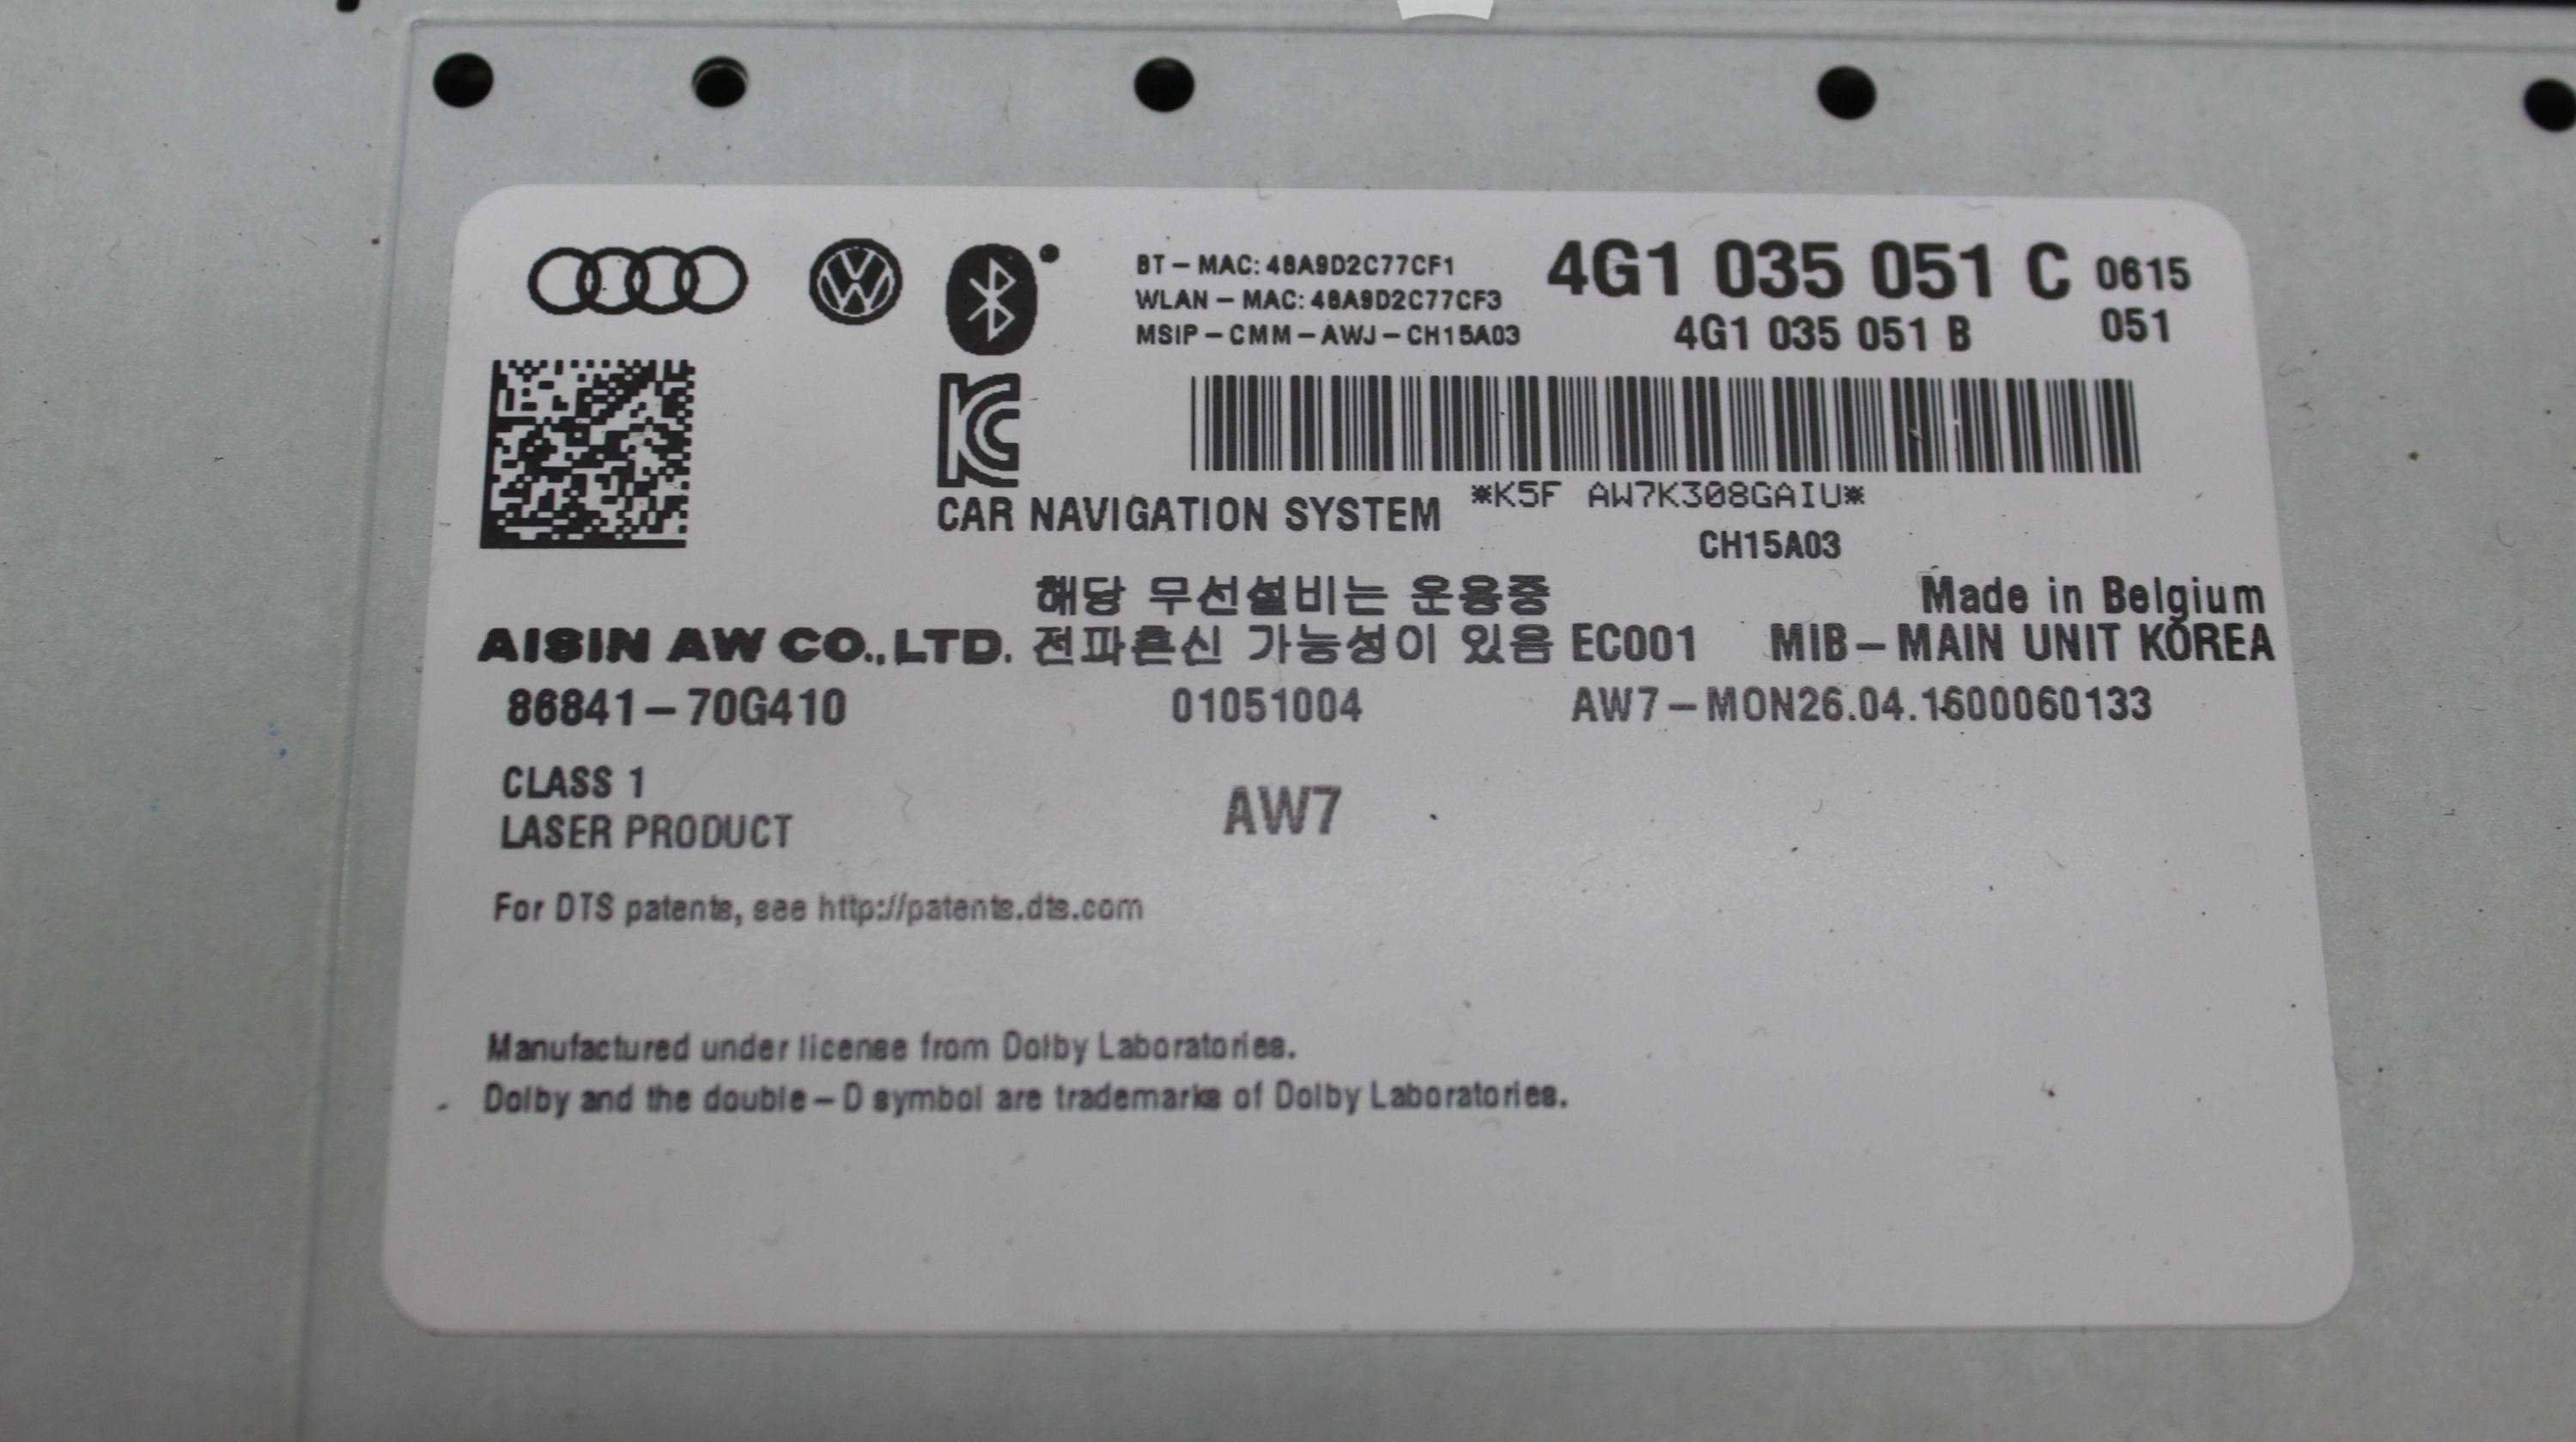 BT-MAC: 48A9D2C77CF1
WLAN-MAC: 48A9D2C77CF3
MSIP-CMM-AWJ-CH15A03
4G1 035 051 C 0615
4G1 035 051 B 051
*K5F AW7K308GAIU*
CAR NAVIGATION SYSTEM
CH15A03
해당 무선설비는 운용중
Made in Belgium
AISIN AW CO., LTD. 전파혼신 가능성이 있음 EC001 MIB-MAIN UNIT KOREA
86841-70G410 01051004 AW7-MON26.04.1600060133
CLASS 1
LASER PRODUCT
AW7
For DTS patents, see http://patents.dts.com
Manufactured under license from Dolby Laboratories.
Dolby and the double-D symbol are trademarks of Dolby Laboratories.